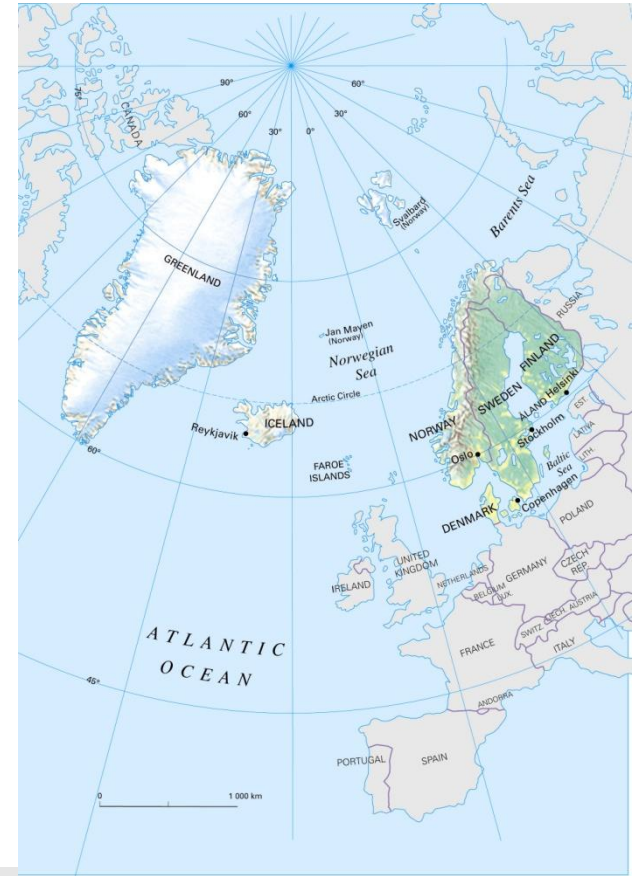 90°
60°
75°
60°
30°
0°
30°
CANADA
Svalbard
(Norway)
Barents Sea
GREENLAND
RUSSIA
Jan Mayen
(Norway)
Norwegian
Sea
FINLAND
SWEDEN
Arctic Circle
ÅLAND
Helsinki
EST.
ICELAND
Reykjavik
NORWAY
Stockholm
LATVIA
Oslo
LITH.
60°
FAROE
ISLANDS
Baltic
Sea
Copenhagen
DENMARK
POLAND
UNITED
KINGDOM
IRELAND
NETHERLANDS
BELGIUM
LUX.
GERMANY
CZECH
REP.
SWITZ.
LIECH.
AUSTRIA
ATLANTIC
OCEAN
FRANCE
ITALY
45°
ANDORRA
PORTUGAL
SPAIN
0
1 000 km